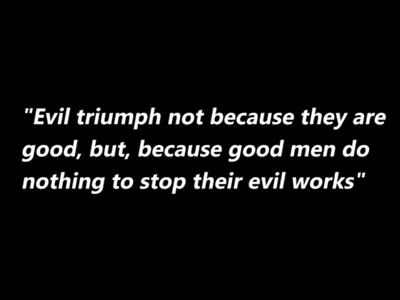 "Evil triumph not because they are
good, but, because good men do
nothing to stop their evil works"